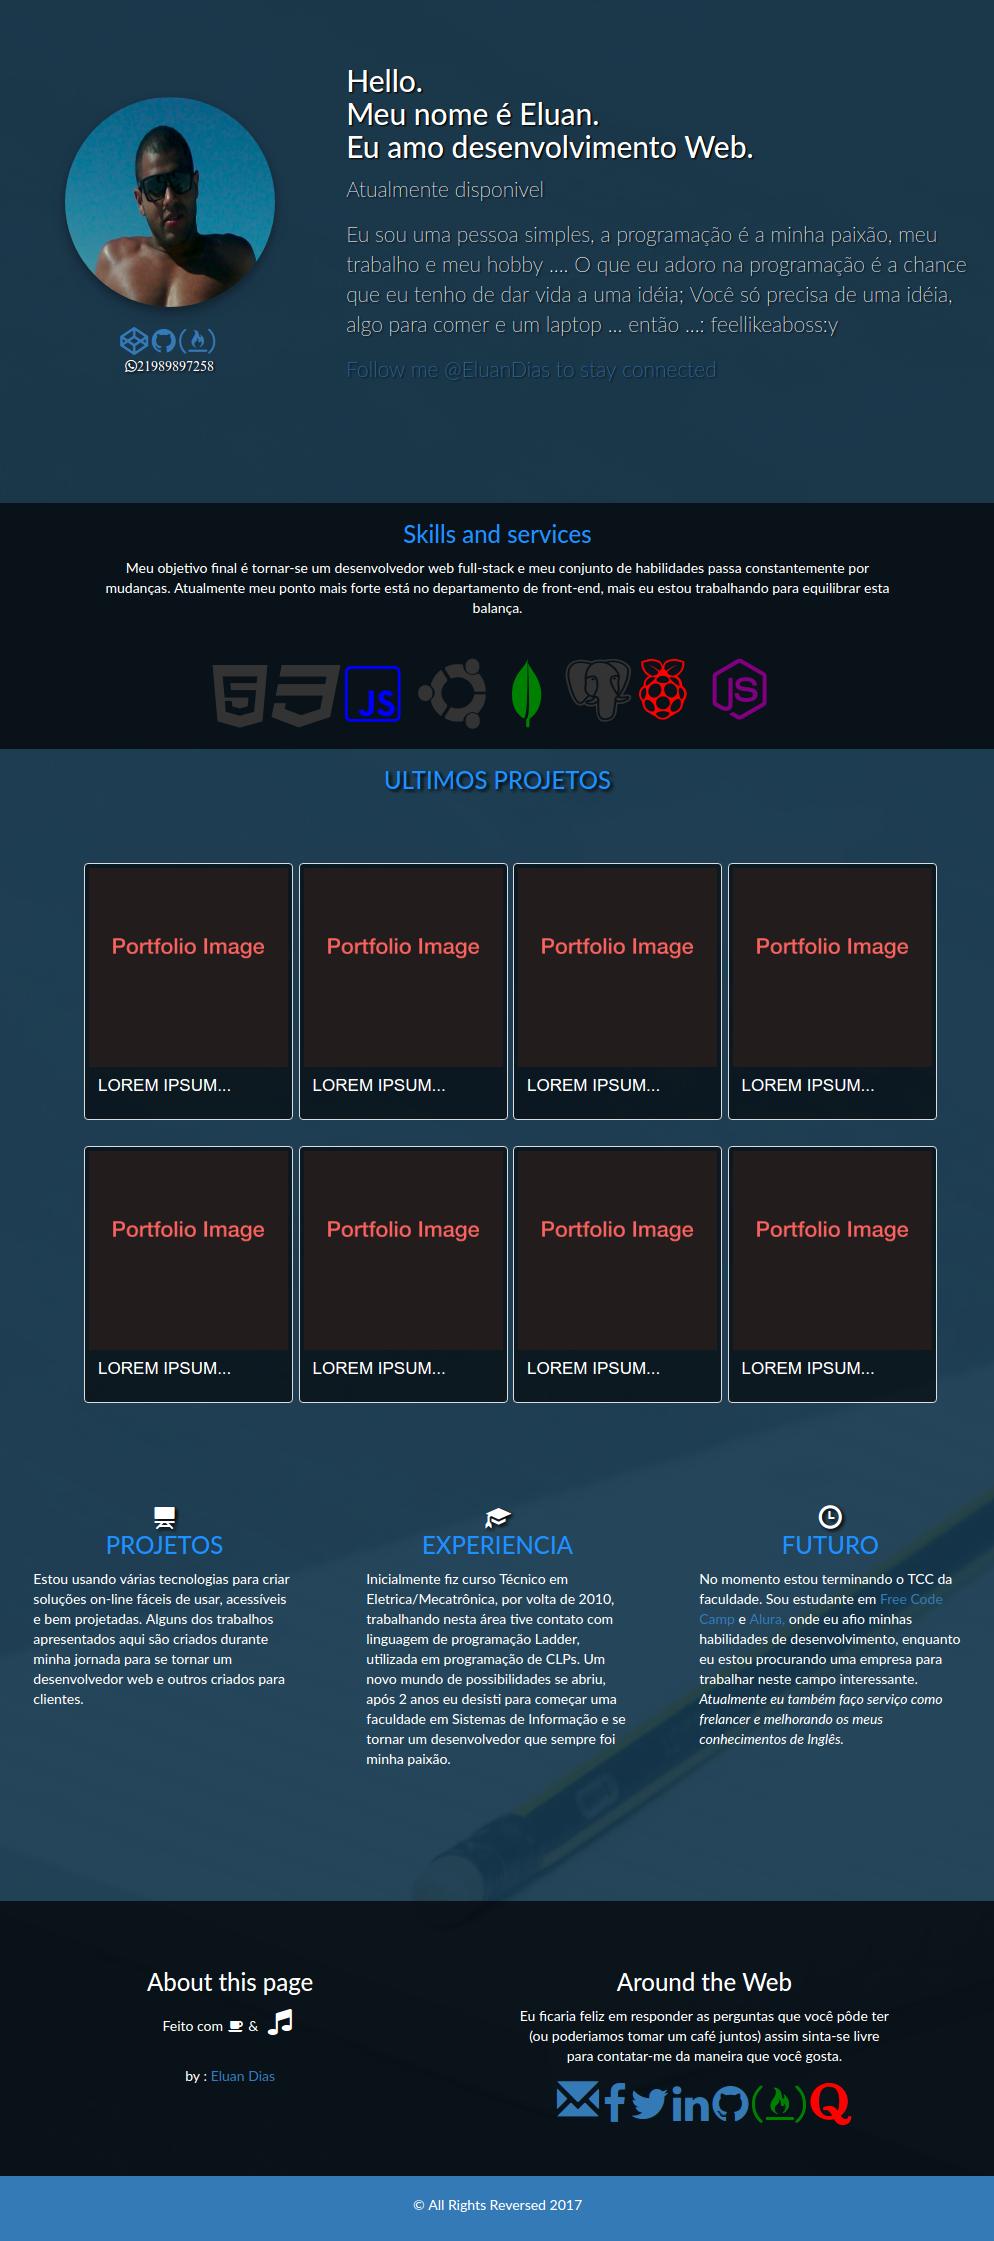 Hello.
Meu nome é Eluan.
Eu amo desenvolvimento Web.
Atualmente disponivel
Eu sou uma pessoa simples, a programação é a minha paixão, meu
trabalho e meu hobby .... O que eu adoro na programação é a chance
que eu tenho de dar vida a uma idéia; Você só precisa de uma idéia,
algo para comer e um laptop ... então ...: feellikeaboss:y
Follow me @EluanDias to stay connected
21989897258
Skills and services
Meu objetivo final é tornar-se um desenvolvedor web full-stack e meu conjunto de habilidades passa constantemente por
mudanças. Atualmente meu ponto mais forte está no departamento de front-end, mais eu estou trabalhando para equilibrar esta
balança.
JS JS
ULTIMOS PROJETOS
Portfolio Image Portfolio Image Portfolio Image Portfolio Image
LOREM IPSUM... LOREM IPSUM... LOREM IPSUM... LOREM IPSUM...
Portfolio Image Portfolio Image Portfolio Image Portfolio Image
LOREM IPSUM... LOREM IPSUM... LOREM IPSUM... LOREM IPSUM...
PROJETOS
Estou usando várias tecnologias para criar
soluções on-line fáceis de usar, acessíveis
e bem projetadas. Alguns dos trabalhos
apresentados aqui são criados durante
minha jornada para se tornar um
desenvolvedor web e outros criados para
clientes.
EXPERIENCIA
Inicialmente fiz curso Técnico em
Eletrica/Mecatrônica, por volta de 2010,
trabalhando nesta área tive contato com
linguagem de programação Ladder,
utilizada em programação de CLPs. Um
novo mundo de possibilidades se abriu,
após 2 anos eu desisti para começar uma
faculdade em Sistemas de Informação e se
tornar um desenvolvedor que sempre foi
minha paixão.
FUTURO
No momento estou terminando o TCC da
faculdade. Sou estudante em Free Code
Camp e Alura, onde eu afio minhas
habilidades de desenvolvimento, enquanto
eu estou procurando uma empresa para
trabalhar neste campo interessante.
Atualmente eu também faço serviço como
frelancer e melhorando os meus
conhecimentos de Inglês.
About this page
Feito com &
by : Eluan Dias
Around the Web
Eu ficaria feliz em responder as perguntas que você pôde ter
(ou poderiamos tomar um café juntos) assim sinta-se livre
para contatar-me da maneira que você gosta.
© All Rights Reversed 2017